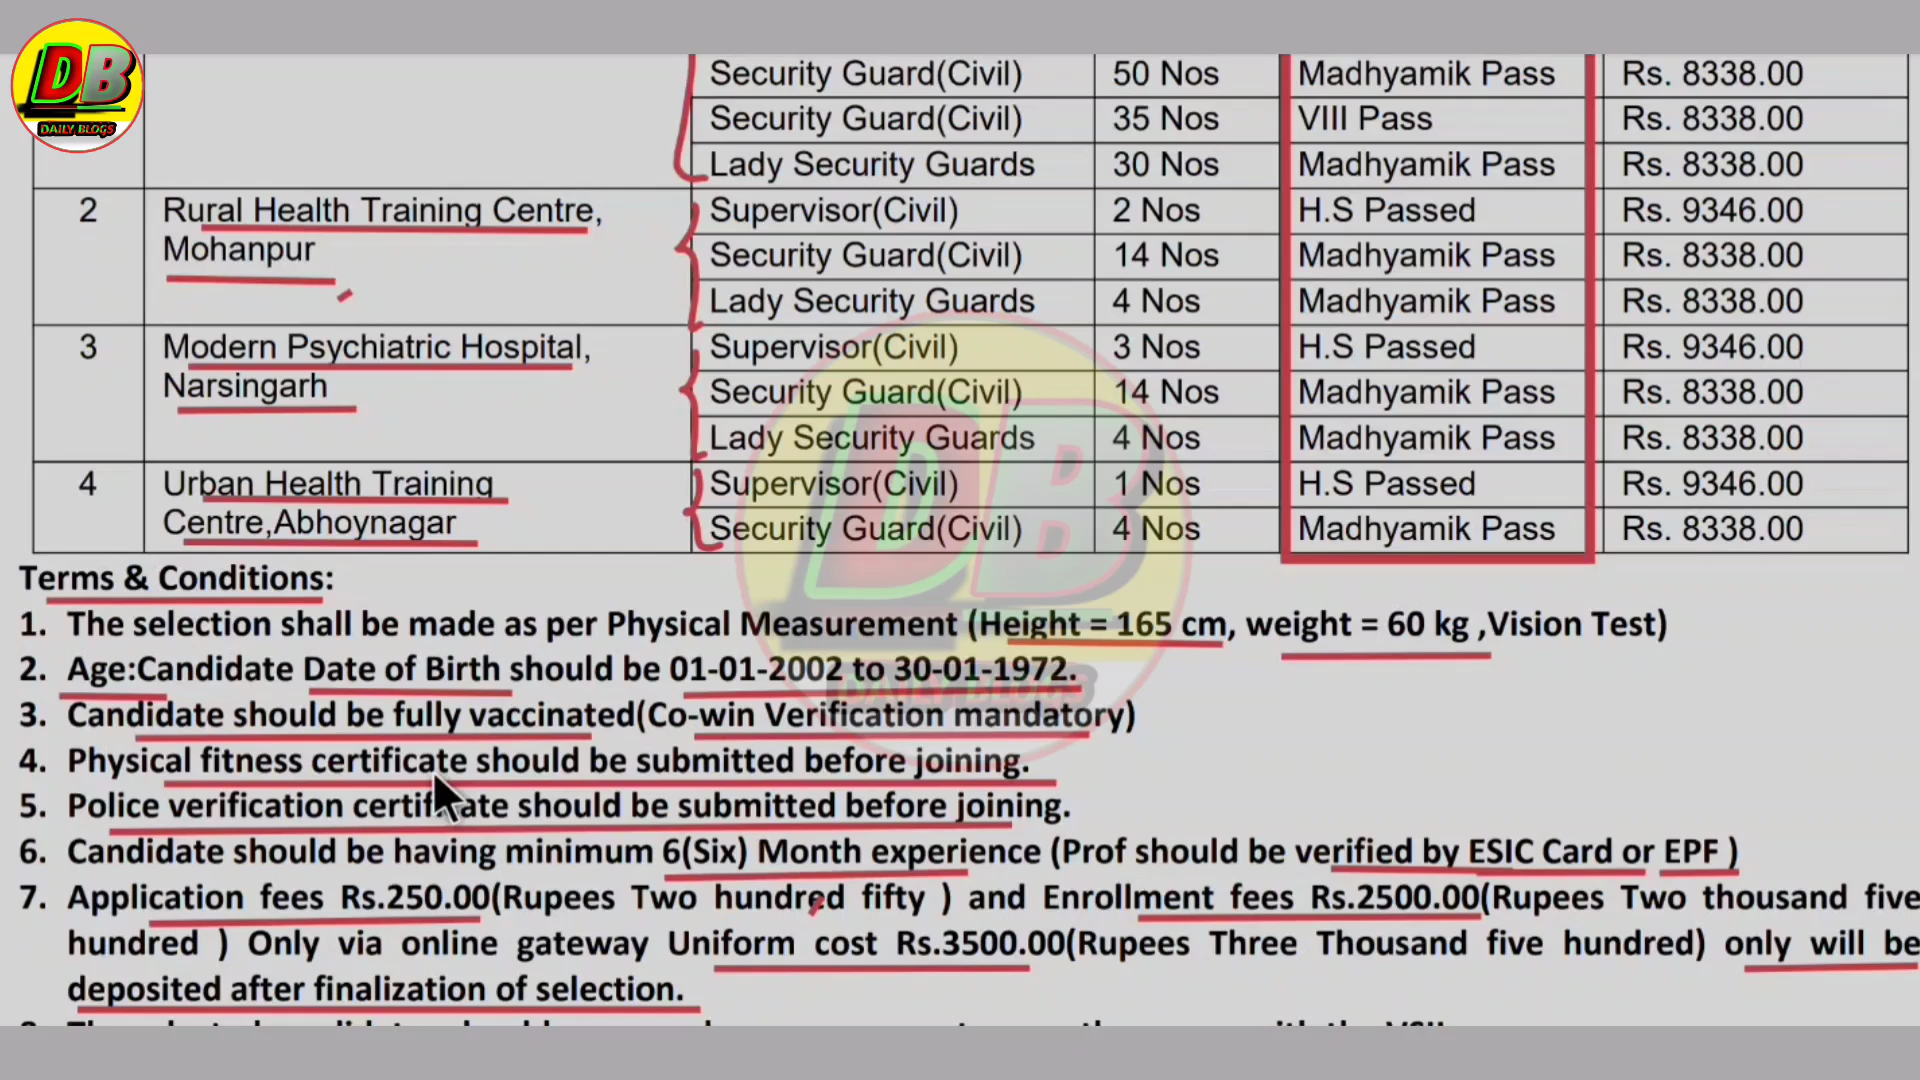 DB
DAILY BLOGS
Security Guard(Civil) 50 Nos Madhyamik Pass Rs. 8338.00
Security Guard(Civil) 35 Nos VIII Pass Rs. 8338.00
Lady Security Guards 30 Nos Madhyamik Pass Rs. 8338.00
2 Rural Health Training Centre, Supervisor(Civil) 2 Nos H.S Passed Rs. 9346.00
Mohanpur Security Guard(Civil) 14 Nos Madhyamik Pass Rs. 8338.00
Lady Security Guards 4 Nos Madhyamik Pass Rs. 8338.00
3 Modern Psychiatric Hospital, Supervisor(Civil) 3 Nos H.S Passed Rs. 9346.00
Narsingarh Security Guard(Civil) 14 Nos Madhyamik Pass Rs. 8338.00
Lady Security Guards 4 Nos Madhyamik Pass Rs. 8338.00
4 Urban Health Training Supervisor(Civil) 1 Nos H.S Passed Rs. 9346.00
Centre,Abhoynagar Security Guard(Civil) 4 Nos Madhyamik Pass Rs. 8338.00
DB
DAILY BLOGS
Terms & Conditions:
1. The selection shall be made as per Physical Measurement (Height = 165 cm, weight = 60 kg ,Vision Test)
2. Age:Candidate Date of Birth should be 01-01-2002 to 30-01-1972.
3. Candidate should be fully vaccinated(Co-win Verification mandatory)
4. Physical fitness certificate should be submitted before joining.
5. Police verification certificate should be submitted before joining.
6. Candidate should be having minimum 6(Six) Month experience (Prof should be verified by ESIC Card or EPF )
7. Application fees Rs.250.00(Rupees Two hundred fifty ) and Enrollment fees Rs.2500.00(Rupees Two thousand five
hundred ) Only via online gateway Uniform cost Rs.3500.00(Rupees Three Thousand five hundred) only will be
deposited after finalization of selection.